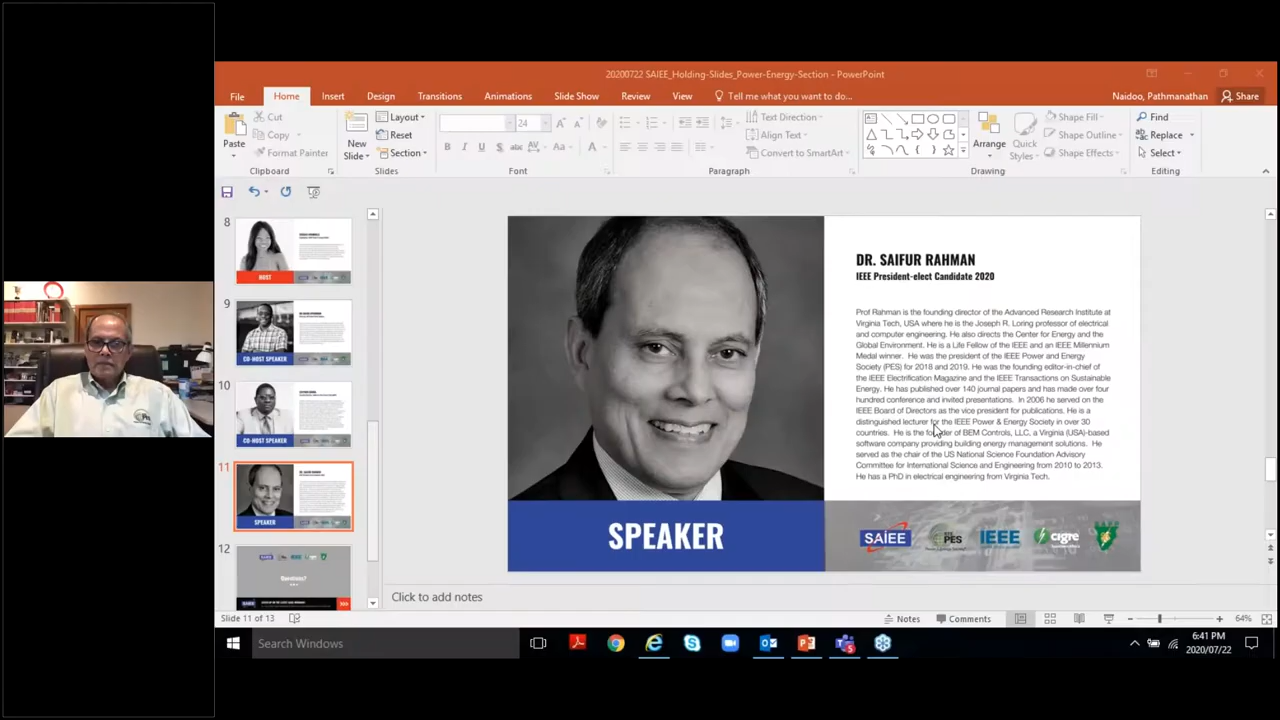 20200722 SAIEE_Holding-Slides_Power-Energy-Section - PowerPoint
File Home Insert Design Transitions Animations Slide Show Review View Tell me what you want to do... Naidoo, Pathmanathan Share
Paste
Cut
Copy
Format Painter
Clipboard
New Slide
Layout
Reset
Section
Slides
24
B I U S abc AV Aa A
Font
Text Direction
Align Text
Convert to SmartArt
Paragraph
Arrange
Quick Styles
Shape Fill
Shape Outline
Shape Effects
Drawing
Find
Replace
Select
Editing
8
HOST
9
CO-HOST SPEAKER
10
CO-HOST SPEAKER
11
SPEAKER
12
Questions?
DR. SAIFUR RAHMAN
IEEE President-elect Candidate 2020
Prof Rahman is the founding director of the Advanced Research Institute at
Virginia Tech, USA where he is the Joseph R. Loring professor of electrical
and computer engineering. He also directs the Center for Energy and the
Global Environment. He is a Life Fellow of the IEEE and an IEEE Millennium
Medal winner. He was the president of the IEEE Power and Energy
Society (PES) for 2018 and 2019. He was the founding editor-in-chief of
the IEEE Electrification Magazine and the IEEE Transactions on Sustainable
Energy. He has published over 140 journal papers and has made over four
hundred conference and invited presentations. In 2006 he served on the
IEEE Board of Directors as the vice president for publications. He is a
distinguished lecturer for the IEEE Power & Energy Society in over 30
countries. He is the founder of BEM Controls, LLC, a Virginia (USA)-based
software company providing building energy management solutions. He
served as the chair of the US National Science Foundation Advisory
Committee for International Science and Engineering from 2010 to 2013.
He has a PhD in electrical engineering from Virginia Tech.
SPEAKER
SAIEE PES IEEE cigre
Click to add notes
Slide 11 of 13 Notes Comments 64%
Search Windows
6:41 PM
2020/07/22